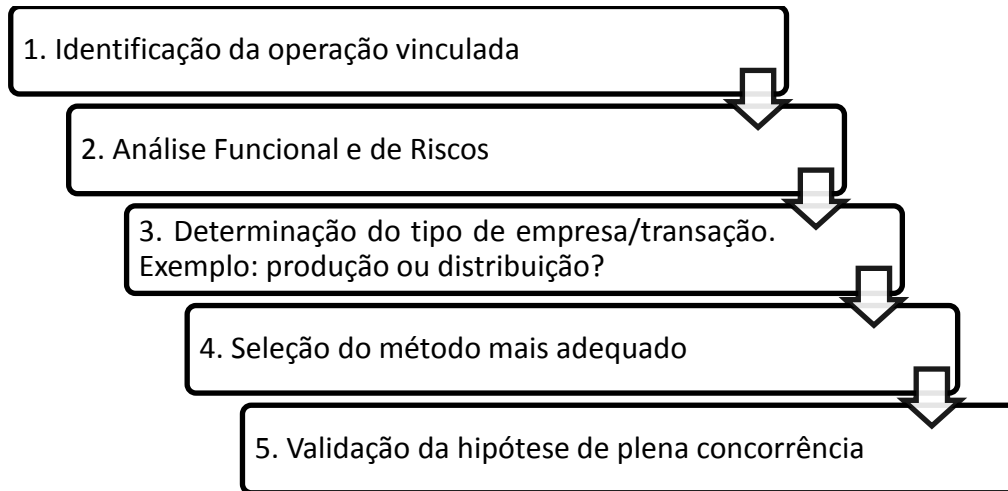 1. Identificação da operação vinculada
2. Análise Funcional e de Riscos
3. Determinação do tipo de empresa/transação.
Exemplo: produção ou distribuição?
4. Seleção do método mais adequado
5. Validação da hipótese de plena concorrência